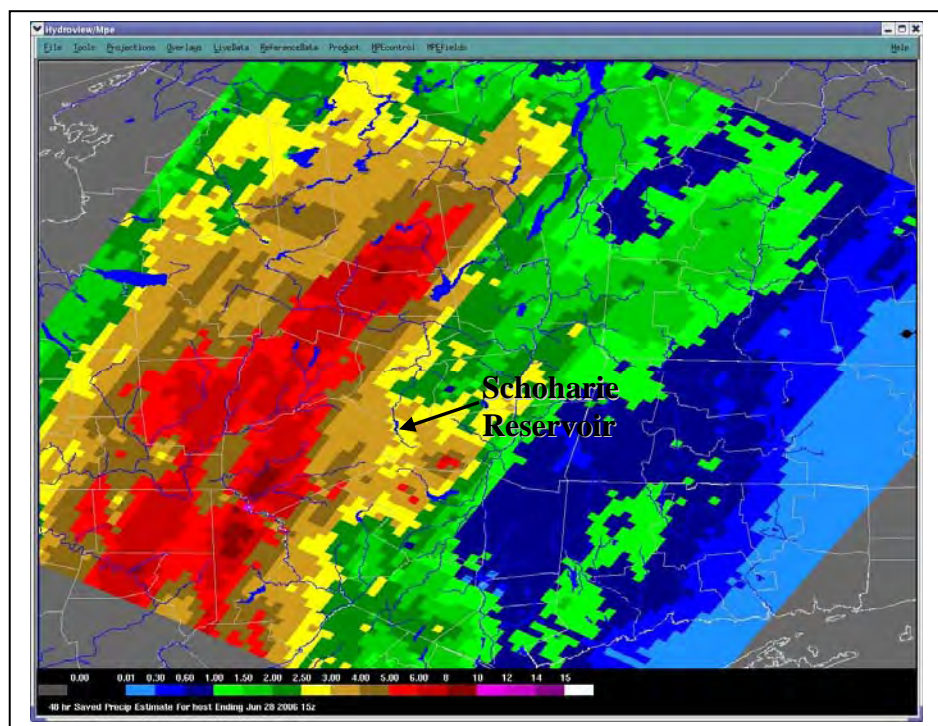 Hydroview/Mpe
File Tools Projections Overlays LiveData ReferenceData Product MPEcontrol MPEfields Help
Schoharie
Reservoir
0.00 0.01 0.30 0.60 1.00 1.50 2.00 2.50 3.00 4.00 5.00 6.00 8 10 12 14 15
48 hr Saved Precip Estimate For host Ending Jun 28 2006 15z